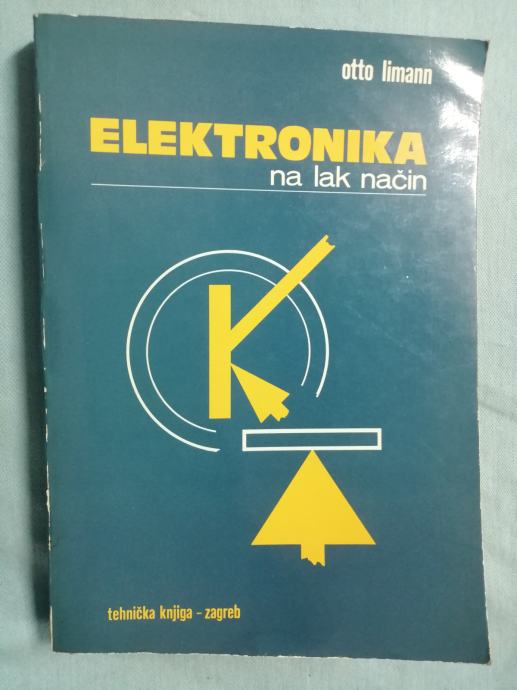 otto limann
ELEKTRONIKA
na lak način
tehnička knjiga - zagreb